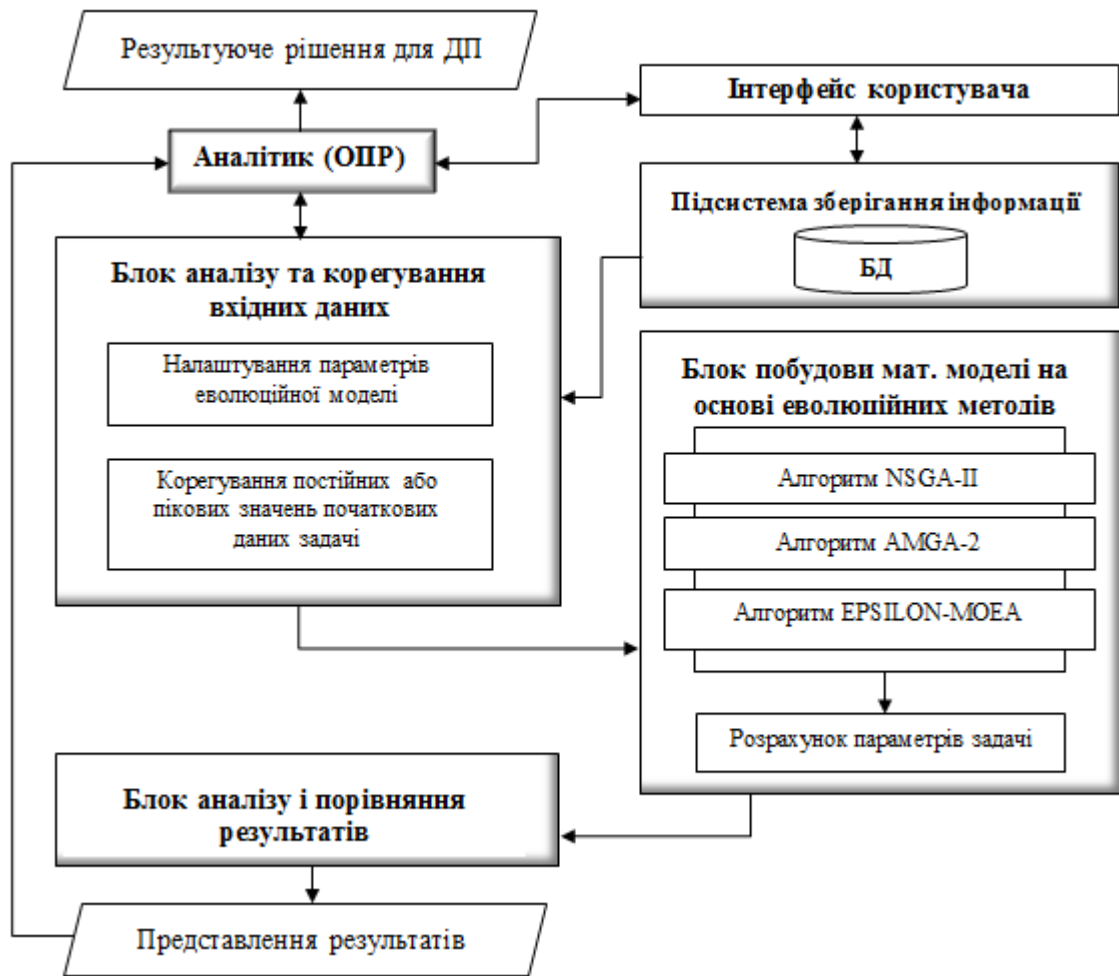 Результуюче рішення для ДП
Інтерфейс користувача
Аналітик (ОПР)
Підсистема зберігання інформації
БД
Блок аналізу та корегування
вхідних даних
Налаштування параметрів
еволюційної моделі
Корегування постійних або
пікових значень початкових
даних задачі
Блок побудови мат. моделі на
основі еволюційних методів
Алгоритм NSGA-II
Алгоритм AMGA-2
Алгоритм EPSILON-MOEA
Розрахунок параметрів задачі
Блок аналізу і порівняння
результатів
Представлення результатів